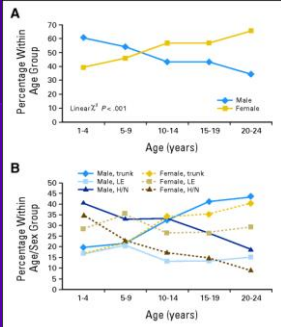 A
Percentage Within
Age Group
70
60
50
40
30
20
10
0
Linear χ² P < .001
Male
Female
1-4
5-9
10-14
15-19
20-24
Age (years)
B
Male, trunk
Female, trunk
Male, LE
Female, LE
Male, H/N
Female, H/N
Percentage Within
Age/Sex Group
50
45
40
35
30
25
20
15
10
5
0
1-4
5-9
10-14
15-19
20-24
Age (years)